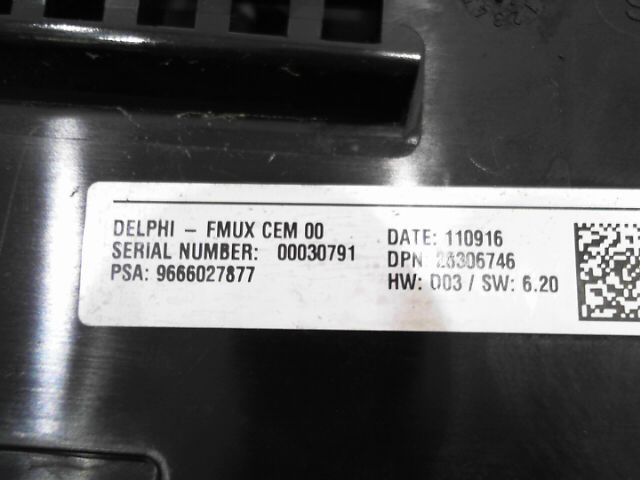 DELPHI – FMUX CEM 00
SERIAL NUMBER: 00030791
PSA: 9666027877
DATE: 110916
DPN: 28306746
HW: D03 / SW: 6.20